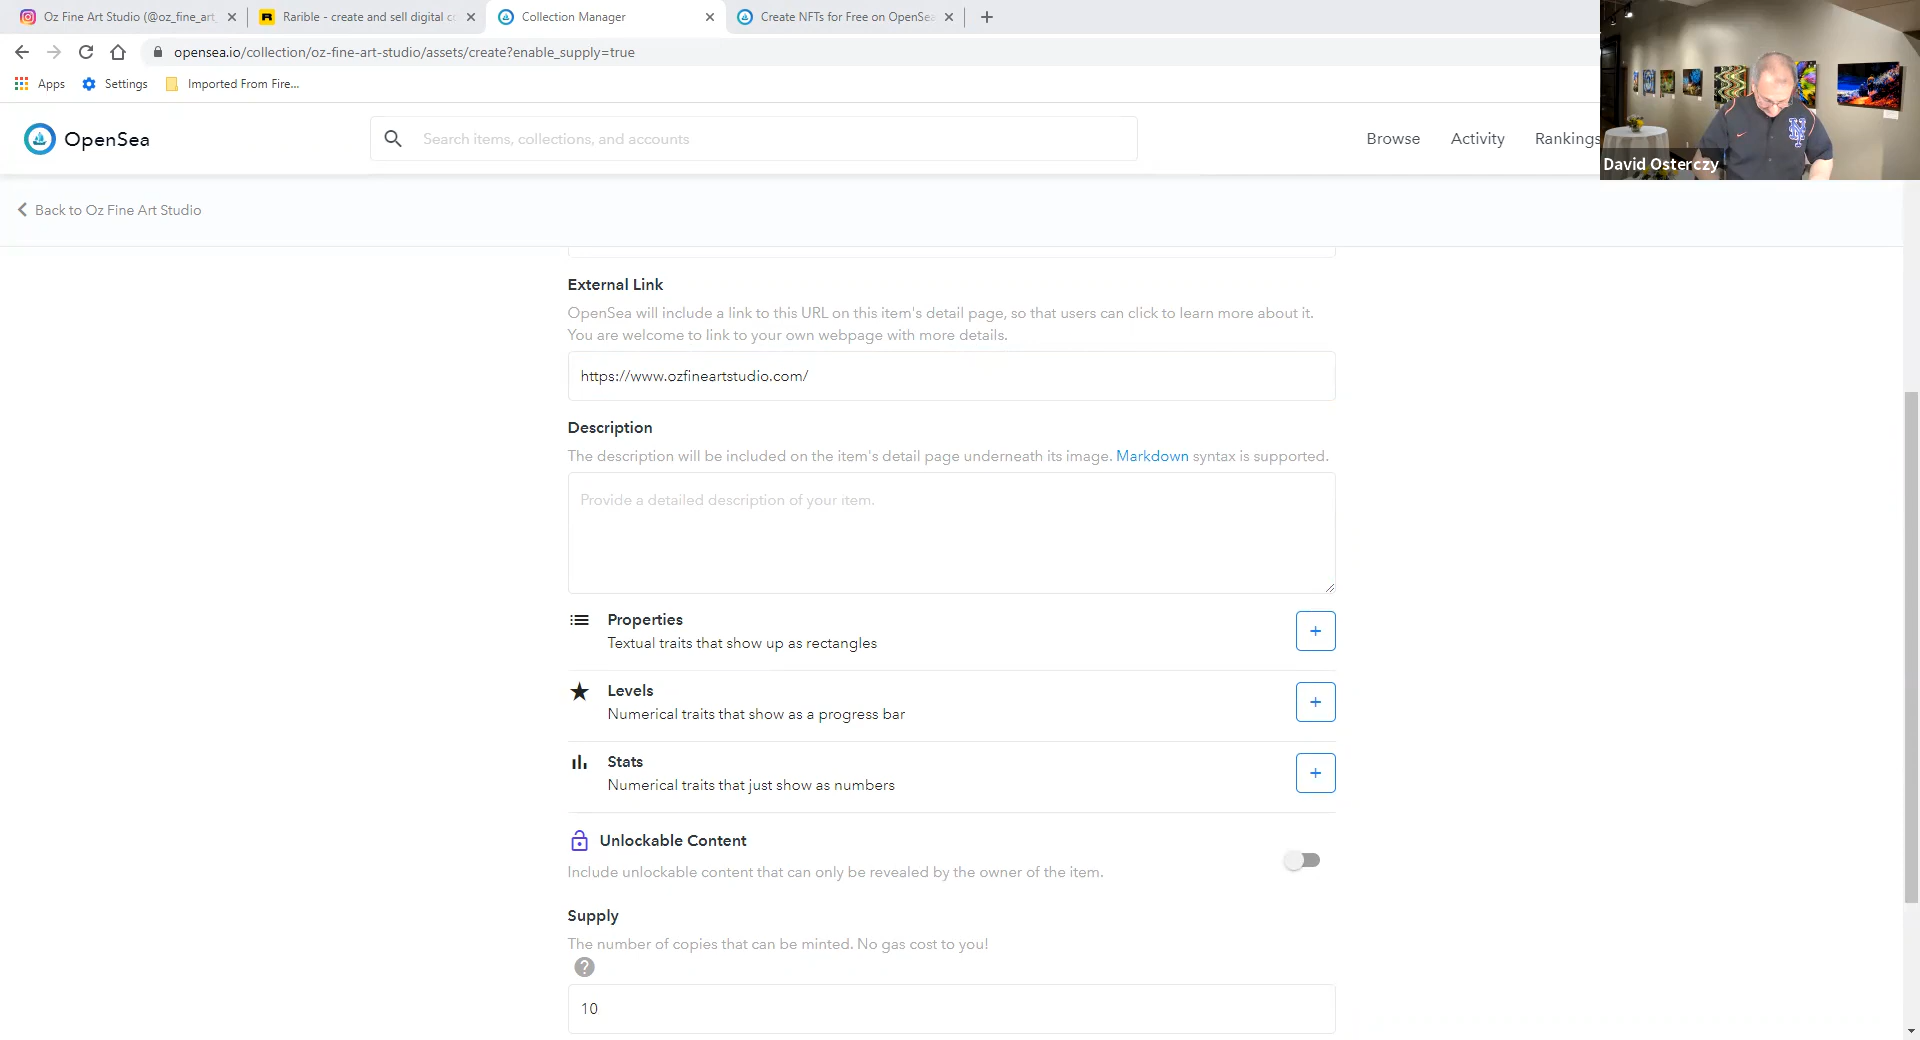 Oz Fine Art Studio (@oz_fine_art_
Rarible - create and sell digital co
Collection Manager
Create NFTs for Free on OpenSea
opensea.io/collection/oz-fine-art-studio/assets/create?enable_supply=true
Apps
Settings
Imported From Fire...
OpenSea
Search items, collections, and accounts
Browse
Activity
Rankings
NY
David Osterczy
Back to Oz Fine Art Studio
External Link
OpenSea will include a link to this URL on this item's detail page, so that users can click to learn more about it.
You are welcome to link to your own webpage with more details.
https://www.ozfineartstudio.com/
Description
The description will be included on the item's detail page underneath its image. Markdown syntax is supported.
Provide a detailed description of your item.
Properties
Textual traits that show up as rectangles
+
Levels
Numerical traits that show as a progress bar
+
Stats
Numerical traits that just show as numbers
+
Unlockable Content
Include unlockable content that can only be revealed by the owner of the item.
Supply
The number of copies that can be minted. No gas cost to you!
?
10